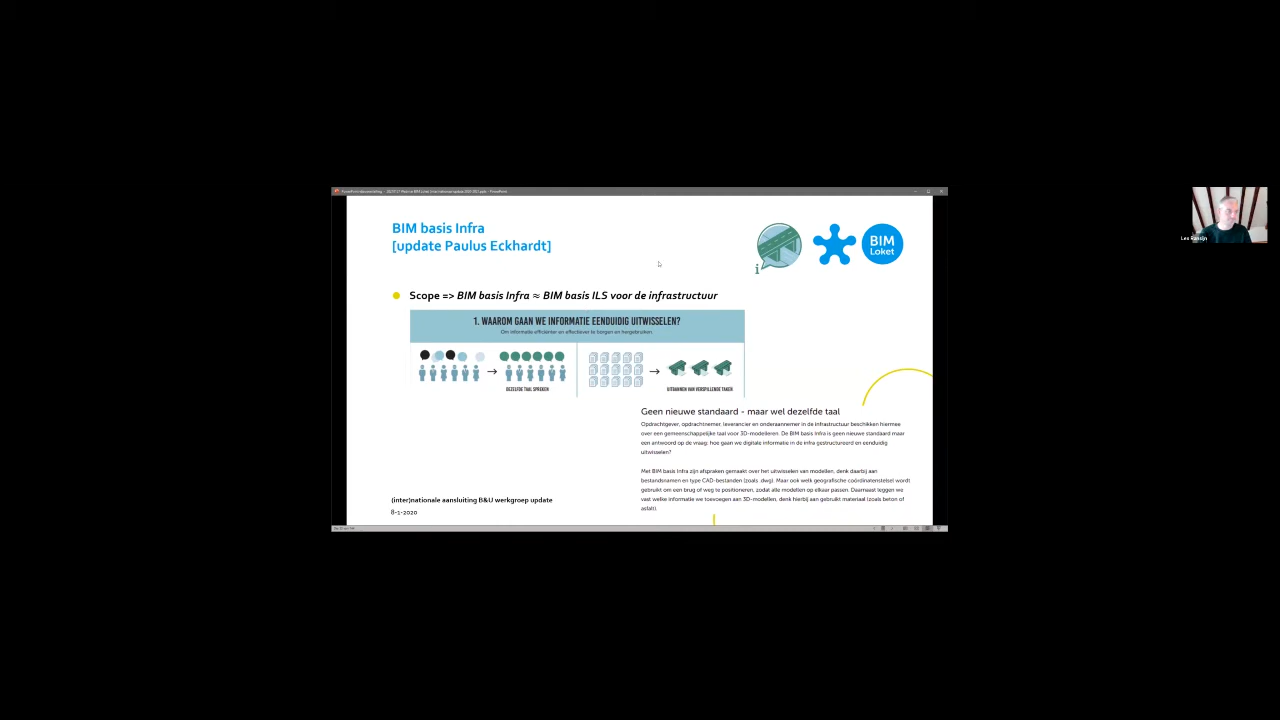 BIM basis Infra
[update Paulus Eckhardt]
i
BIM
Loket
Scope => BIM basis Infra ≈ BIM basis ILS voor de infrastructuur
1. WAAROM GAAN WE INFORMATIE EENDUIDIG UITWISSELEN?
Om informatie efficiënter en effectiever te borgen en hergebruiken.
DEZELFDE TAAL SPREKEN
UITBANNEN VAN VERSPILLENDE TAKEN
Geen nieuwe standaard - maar wel dezelfde taal
Opdrachtgever, opdrachtnemer, leverancier en onderaannemer in de infrastructuur beschikken hiermee
over een gemeenschappelijke taal voor 3D-modelleren. De BIM basis Infra is geen nieuwe standaard maar
een antwoord op de vraag: hoe gaan we digitale informatie in de infra gestructureerd en eenduidig
uitwisselen?
Met BIM basis Infra zijn afspraken gemaakt over het uitwisselen van modellen, denk daarbij aan
bestandsnamen en type CAD-bestanden (zoals .dwg). Maar ook welk geografische coördinatenstelsel wordt
gebruikt om een brug of weg te positioneren, zodat alle modellen op elkaar passen. Daarnaast leggen we
vast welke informatie we toevoegen aan 3D-modellen, denk hierbij aan gebruikt materiaal (zoals beton of
asfalt).
(inter)nationale aansluiting B&U werkgroep update
8-1-2020